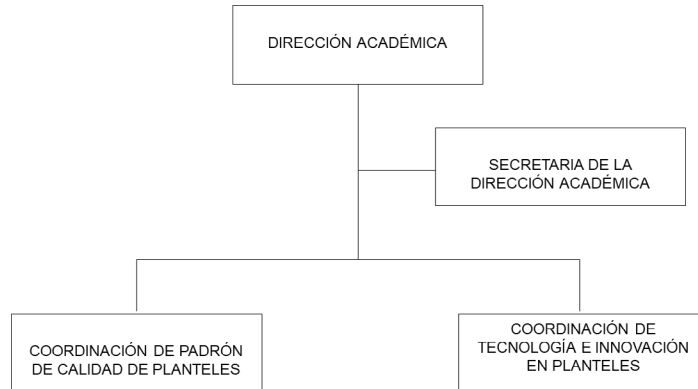 DIRECCIÓN ACADÉMICA
SECRETARIA DE LA
DIRECCIÓN ACADÉMICA
COORDINACIÓN DE PADRÓN
DE CALIDAD DE PLANTELES
COORDINACIÓN DE
TECNOLOGÍA E INNOVACIÓN
EN PLANTELES